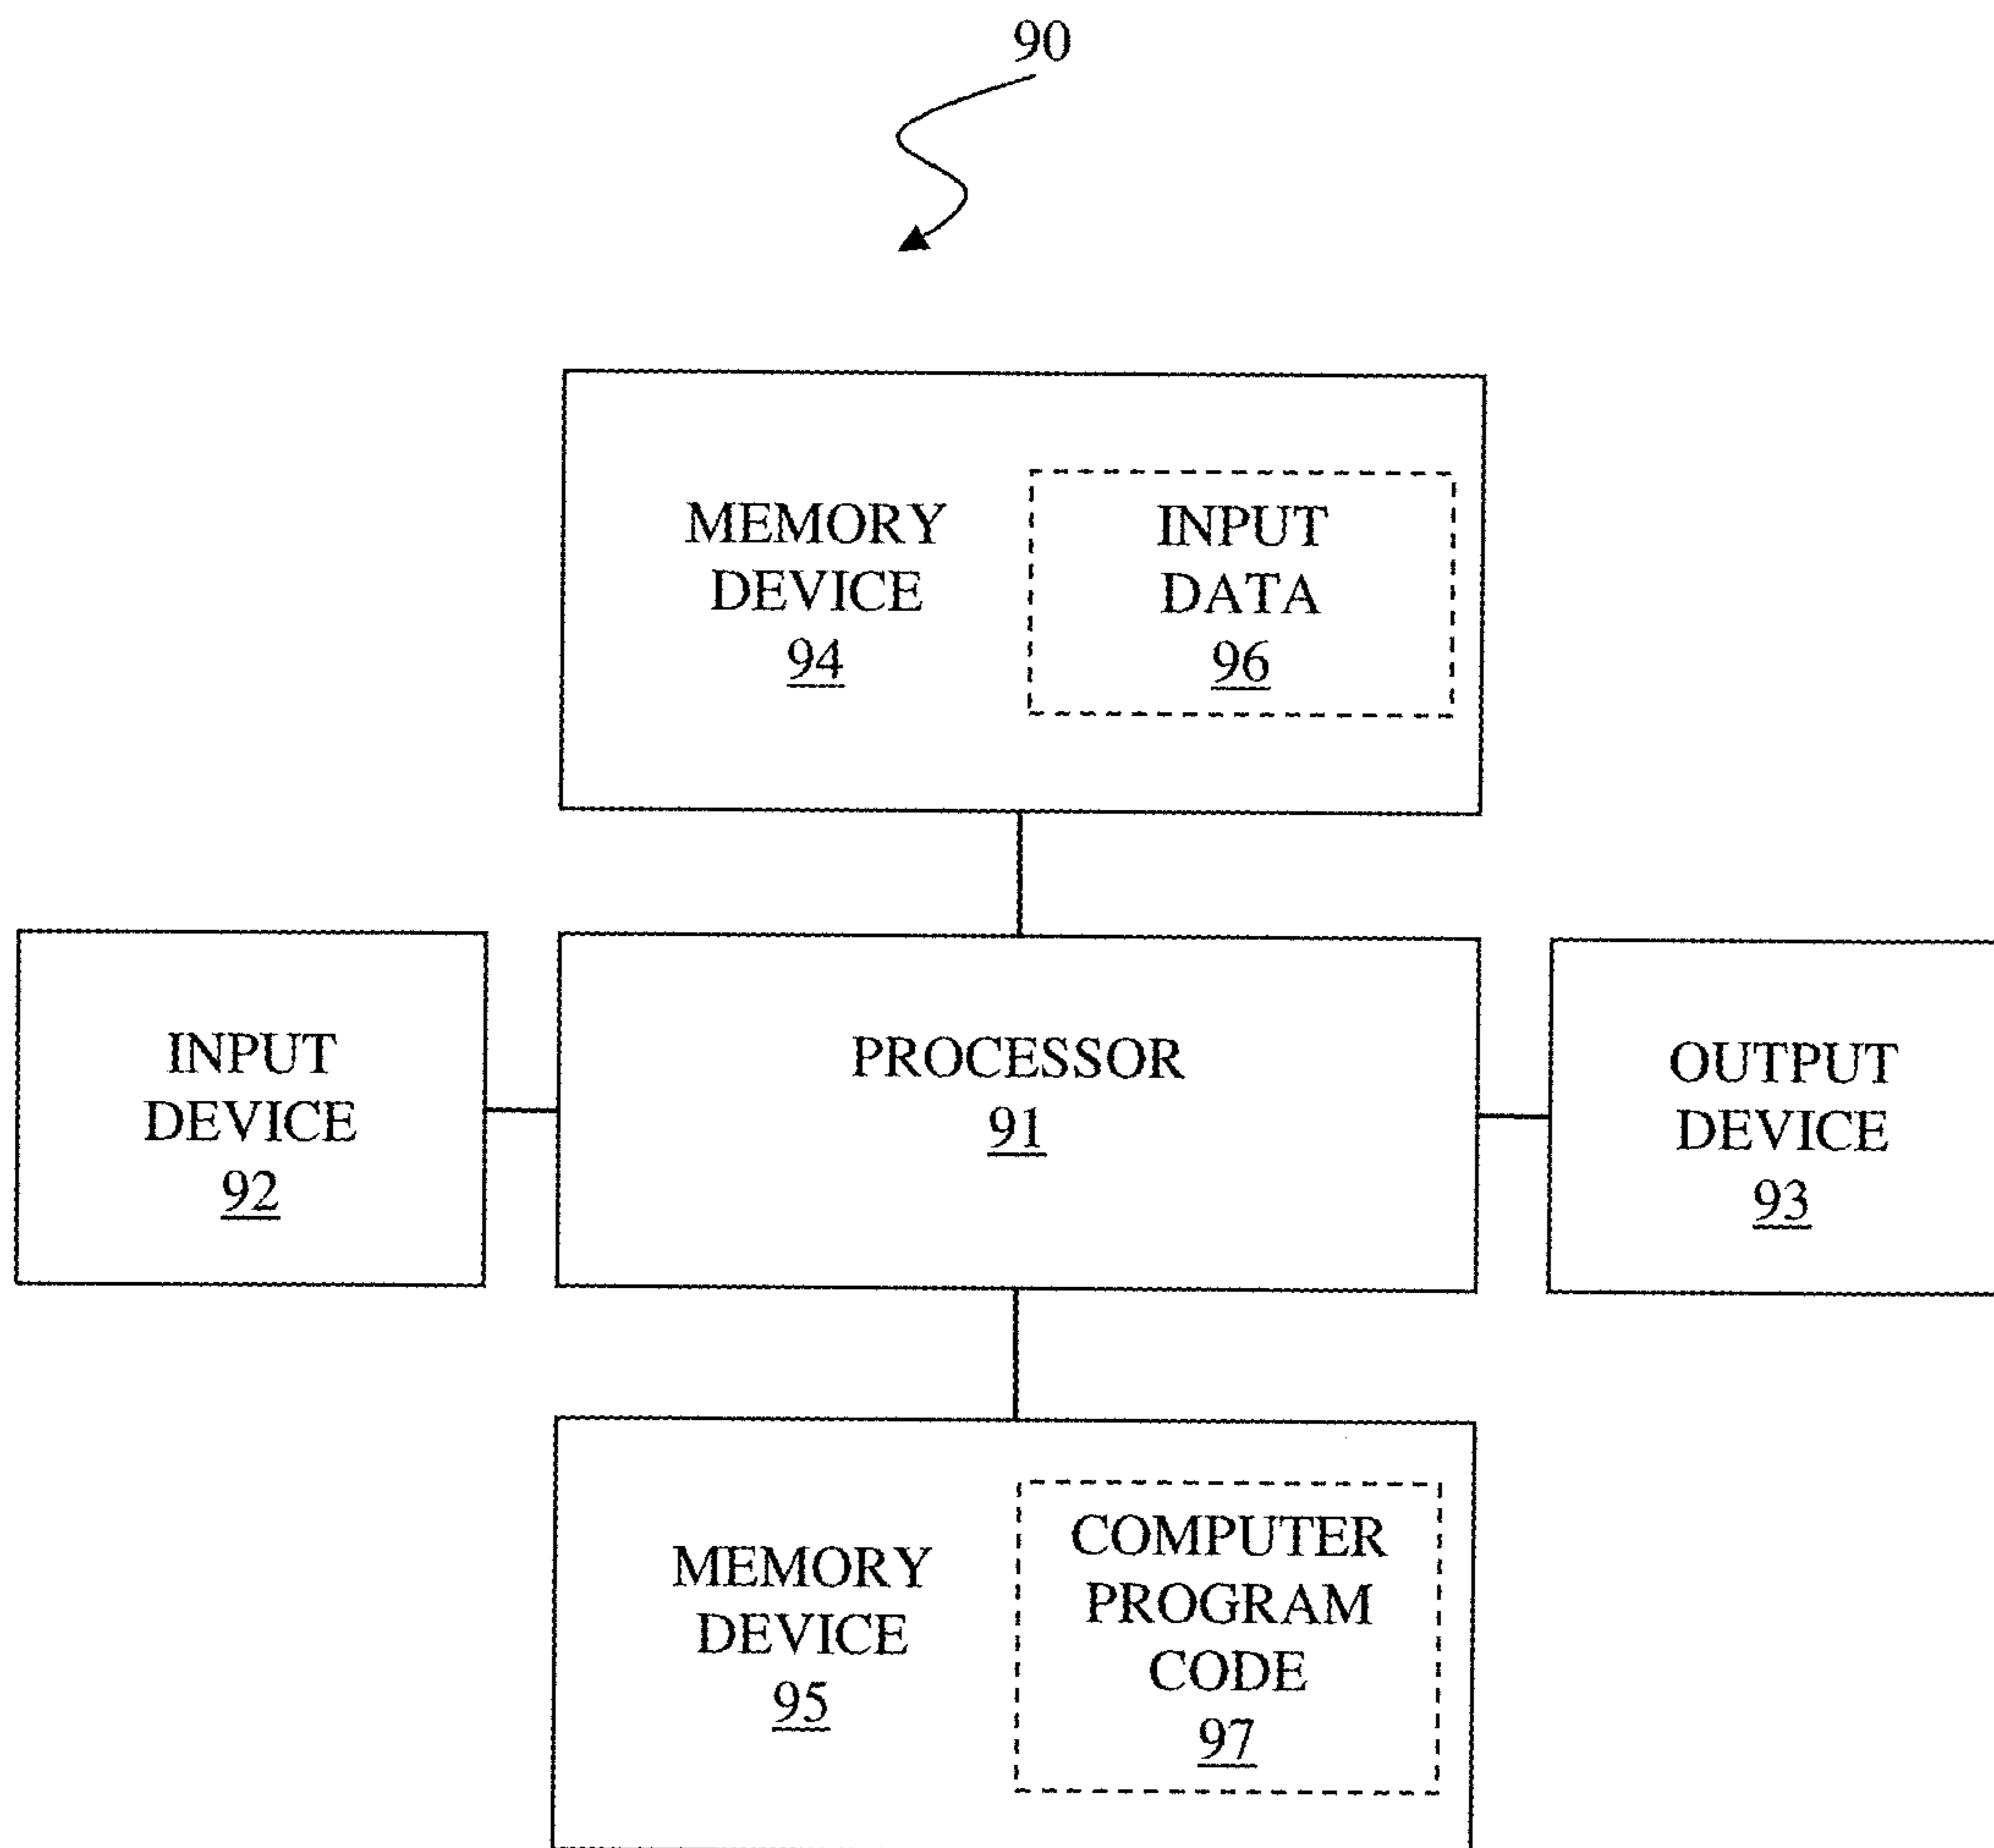 90
MEMORY
DEVICE
94
INPUT
DATA
96
INPUT
DEVICE
92
PROCESSOR
91
OUTPUT
DEVICE
93
MEMORY
DEVICE
95
COMPUTER
PROGRAM
CODE
97